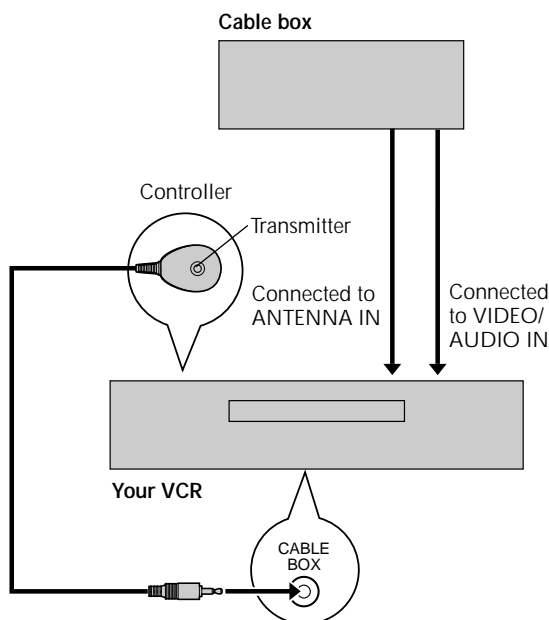 Cable box
Controller
Transmitter
Connected to
ANTENNA IN
Connected
to VIDEO/
AUDIO IN
Your VCR
CABLE
BOX